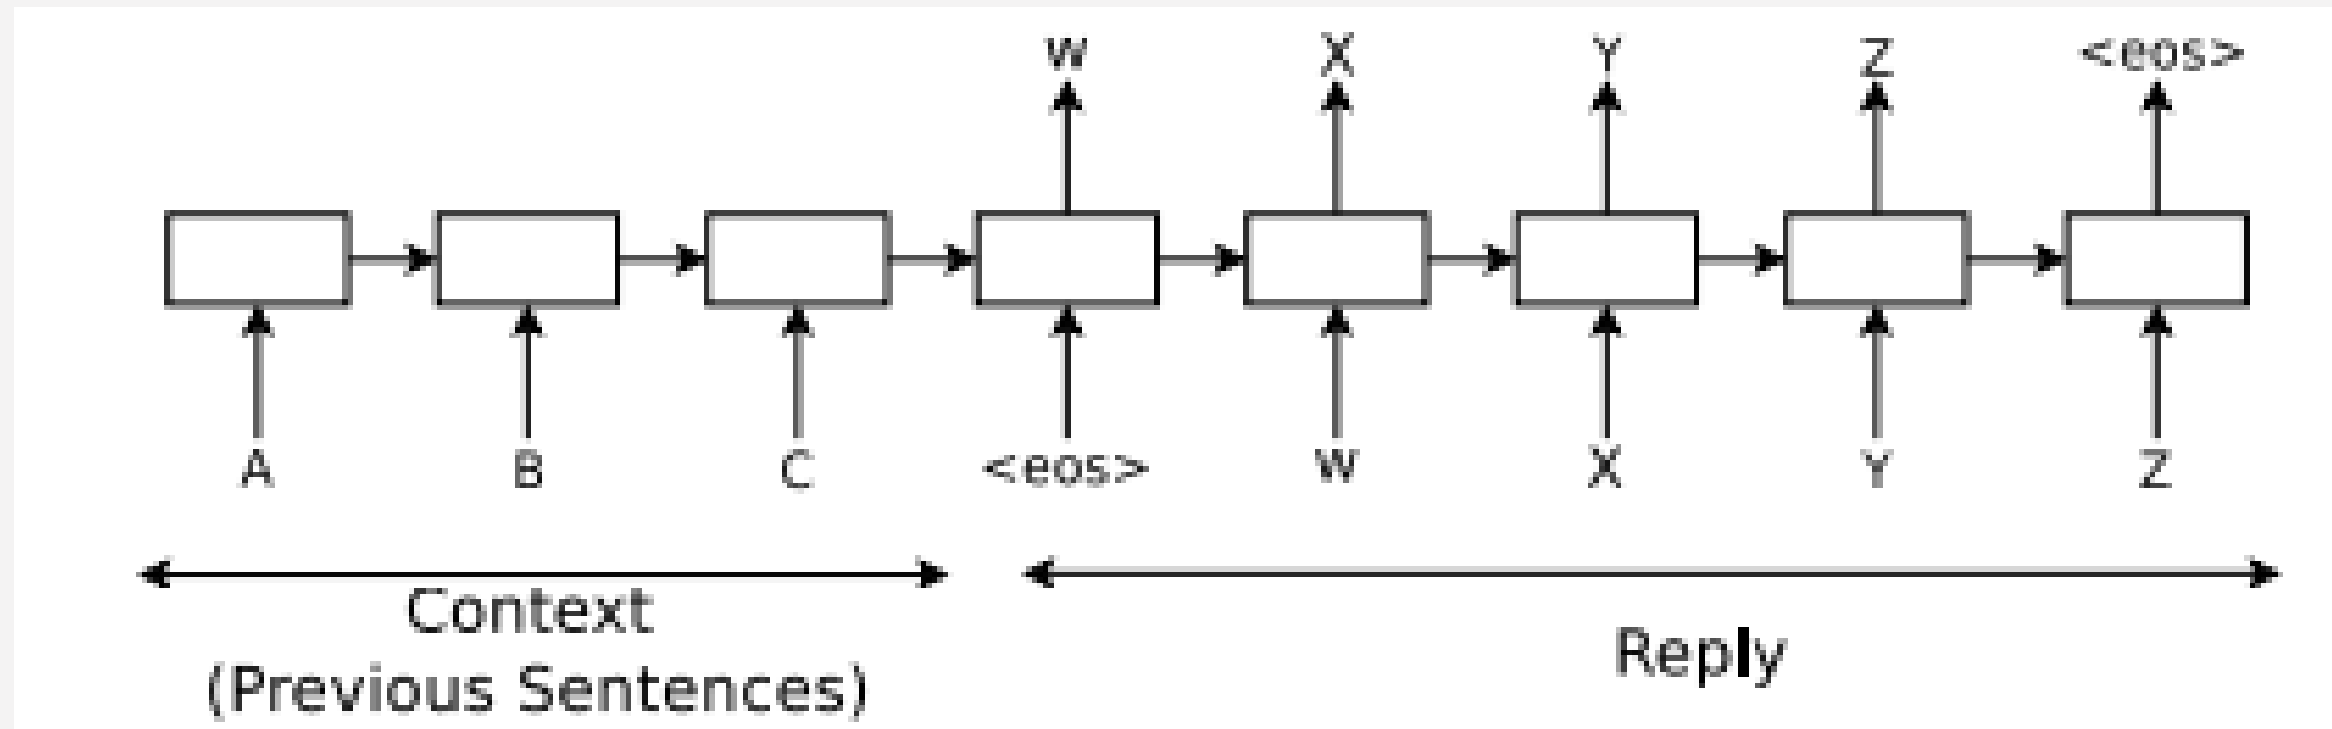 W X Y Z <eos>
A B C <eos> W X Y Z
Context
(Previous Sentences)
Reply